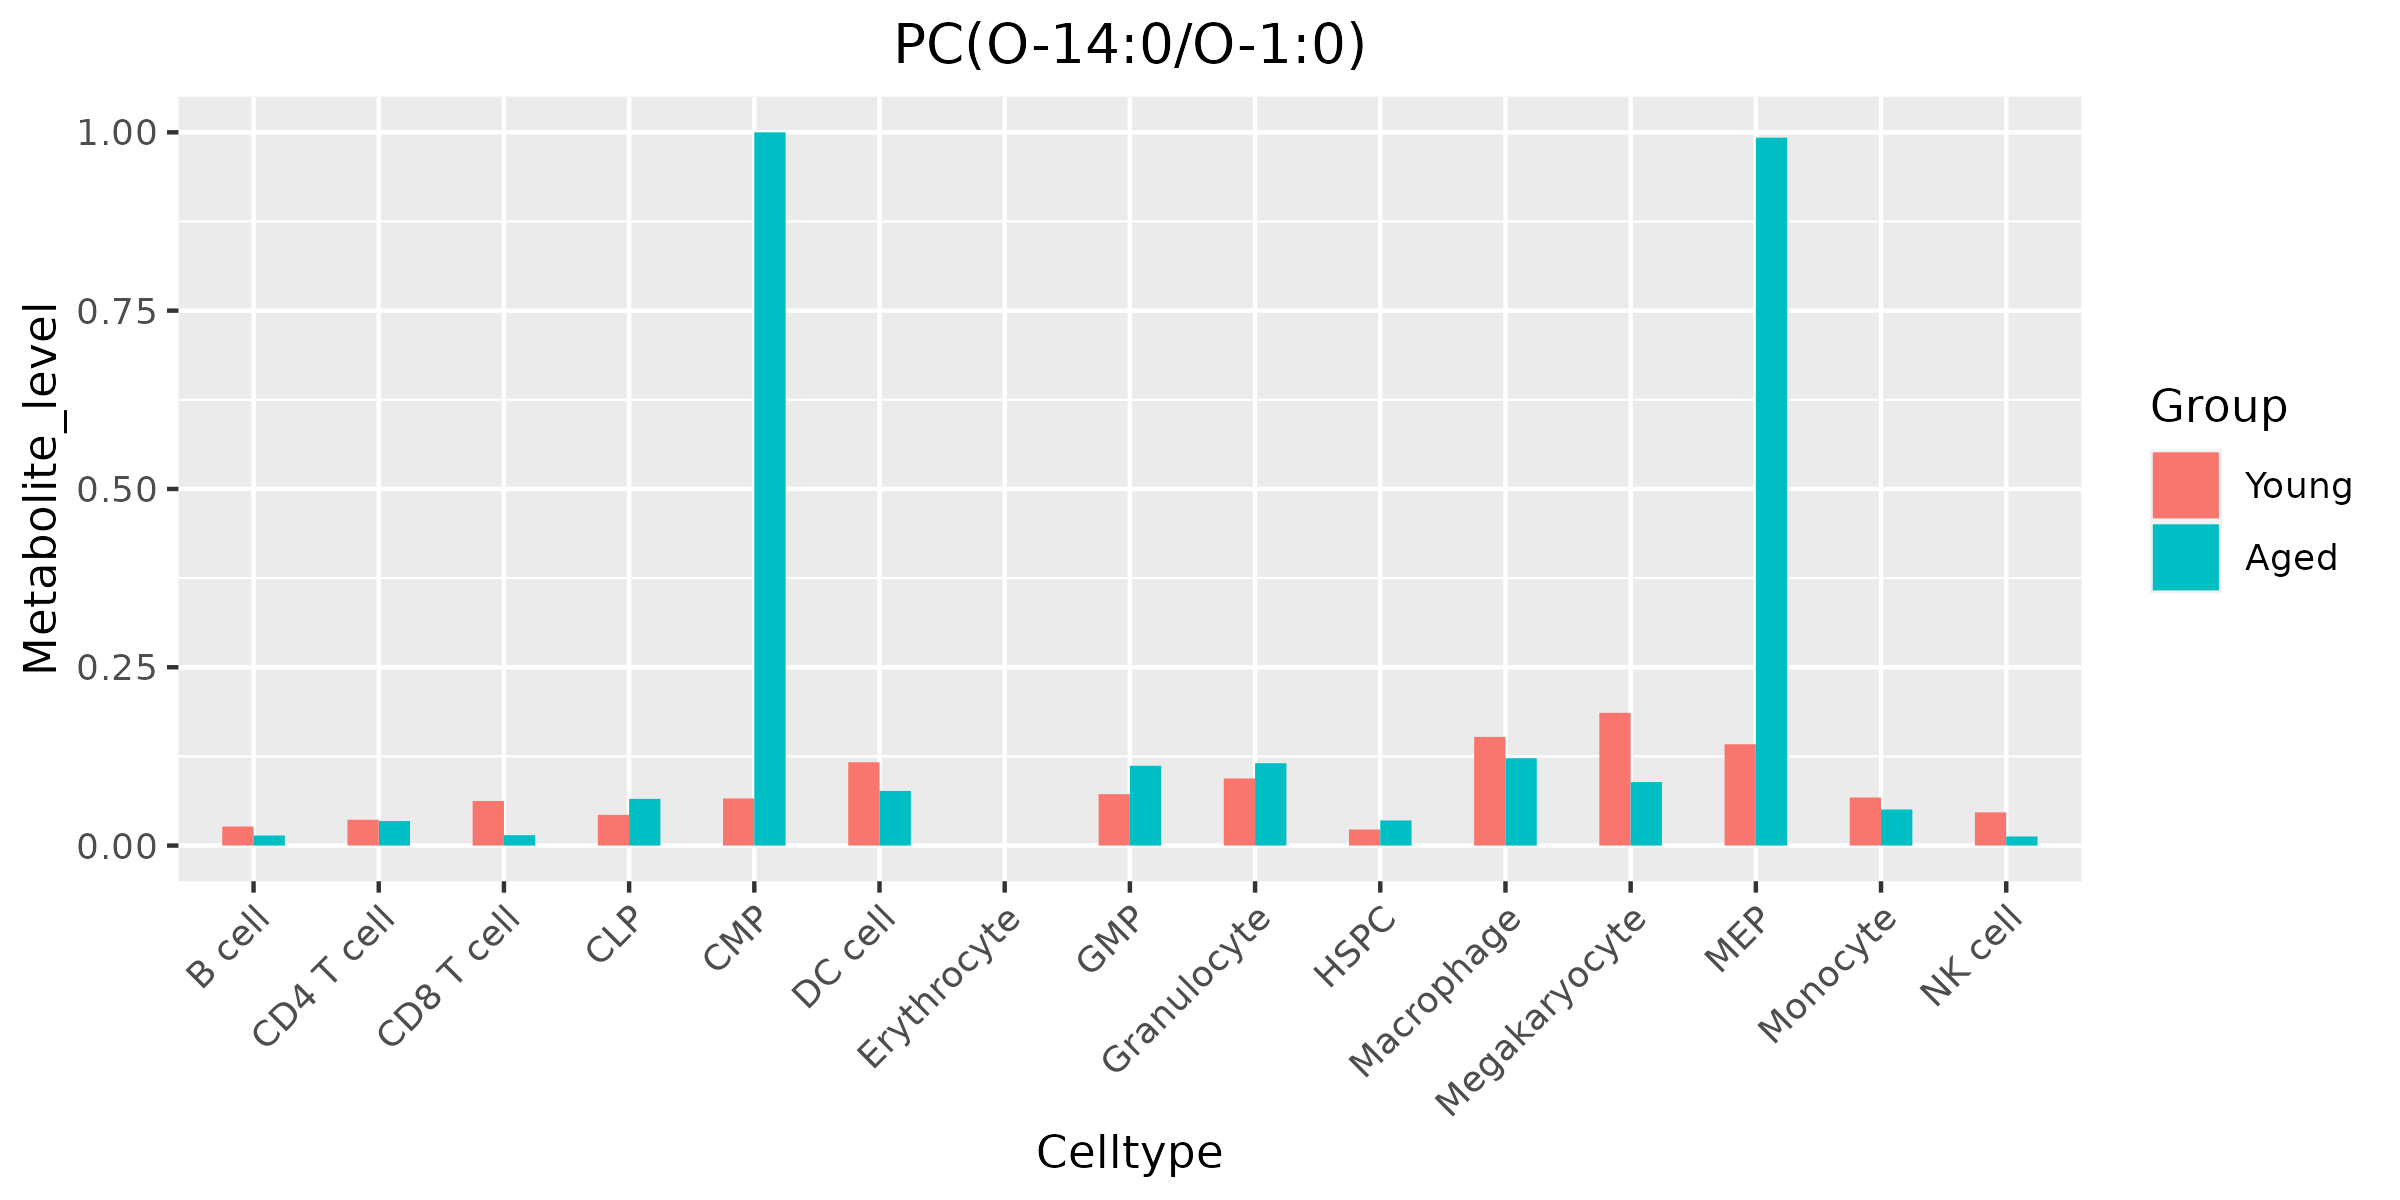 PC(O-14:0/O-1:0)
Metabolite_level
1.00
0.75
0.50
0.25
0.00
B cell
CD4 T cell
CD8 T cell
CLP
CMP
DC cell
Erythrocyte
GMP
Granulocyte
HSPC
Macrophage
Megakaryocyte
MEP
Monocyte
NK cell
Celltype
Group
Young
Aged